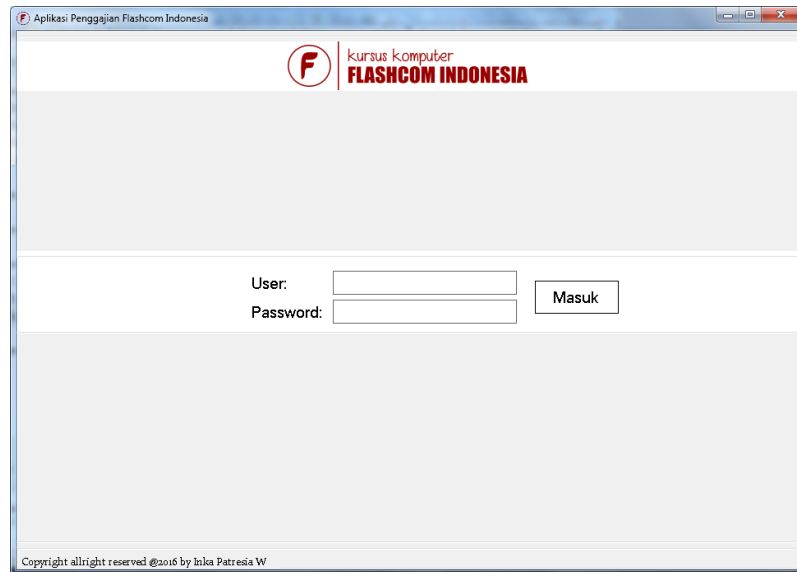 Aplikasi Penggajian Flashcom Indonesia
F
kursus komputer
FLASHCOM INDONESIA
User:
Password:
Masuk
Copyright allright reserved @2016 by Inka Patresia W